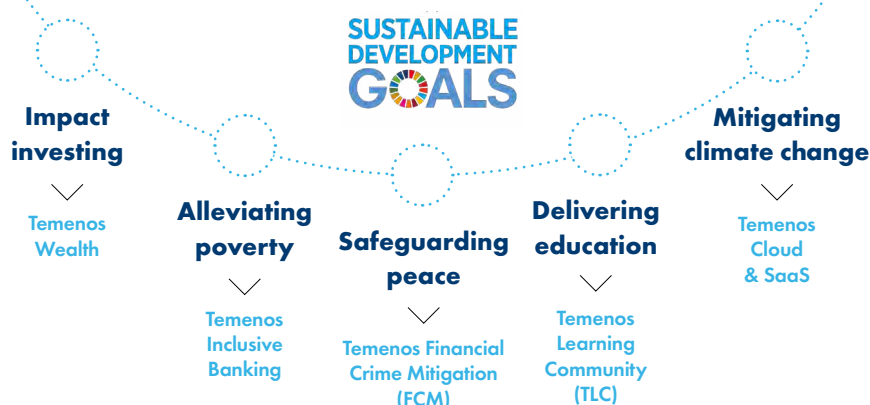 SUSTAINABLE
DEVELOPMENT
GOALS
Impact
investing
Temenos
Wealth
Alleviating
poverty
Temenos
Inclusive
Banking
Safeguarding
peace
Temenos Financial
Crime Mitigation
(FCM)
Delivering
education
Temenos
Learning
Community
(TLC)
Mitigating
climate change
Temenos
Cloud
& SaaS